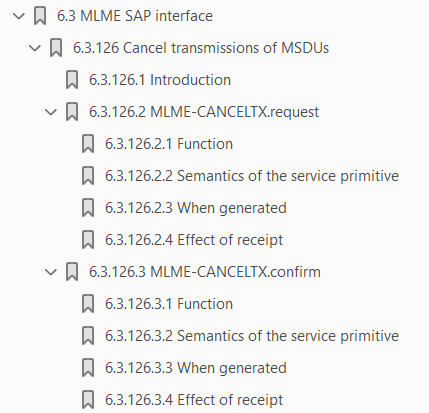 6.3 MLME SAP interface
6.3.126 Cancel transmissions of MSDUs
6.3.126.1 Introduction
6.3.126.2 MLME-CANCELTX.request
6.3.126.2.1 Function
6.3.126.2.2 Semantics of the service primitive
6.3.126.2.3 When generated
6.3.126.2.4 Effect of receipt
6.3.126.3 MLME-CANCELTX.confirm
6.3.126.3.1 Function
6.3.126.3.2 Semantics of the service primitive
6.3.126.3.3 When generated
6.3.126.3.4 Effect of receipt